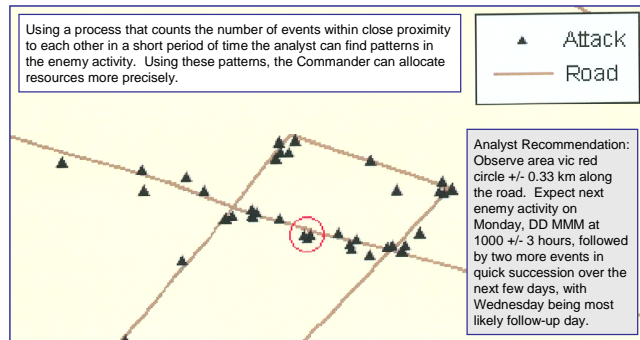 Using a process that counts the number of events within close proximity
to each other in a short period of time the analyst can find patterns in
the enemy activity.  Using these patterns, the Commander can allocate
resources more precisely.
Attack
Road
Analyst Recommendation:
Observe area vic red
circle +/- 0.33 km along
the road.  Expect next
enemy activity on
Monday, DD MMM at
1000 +/- 3 hours, followed
by two more events in
quick succession over the
next few days, with
Wednesday being most
likely follow-up day.